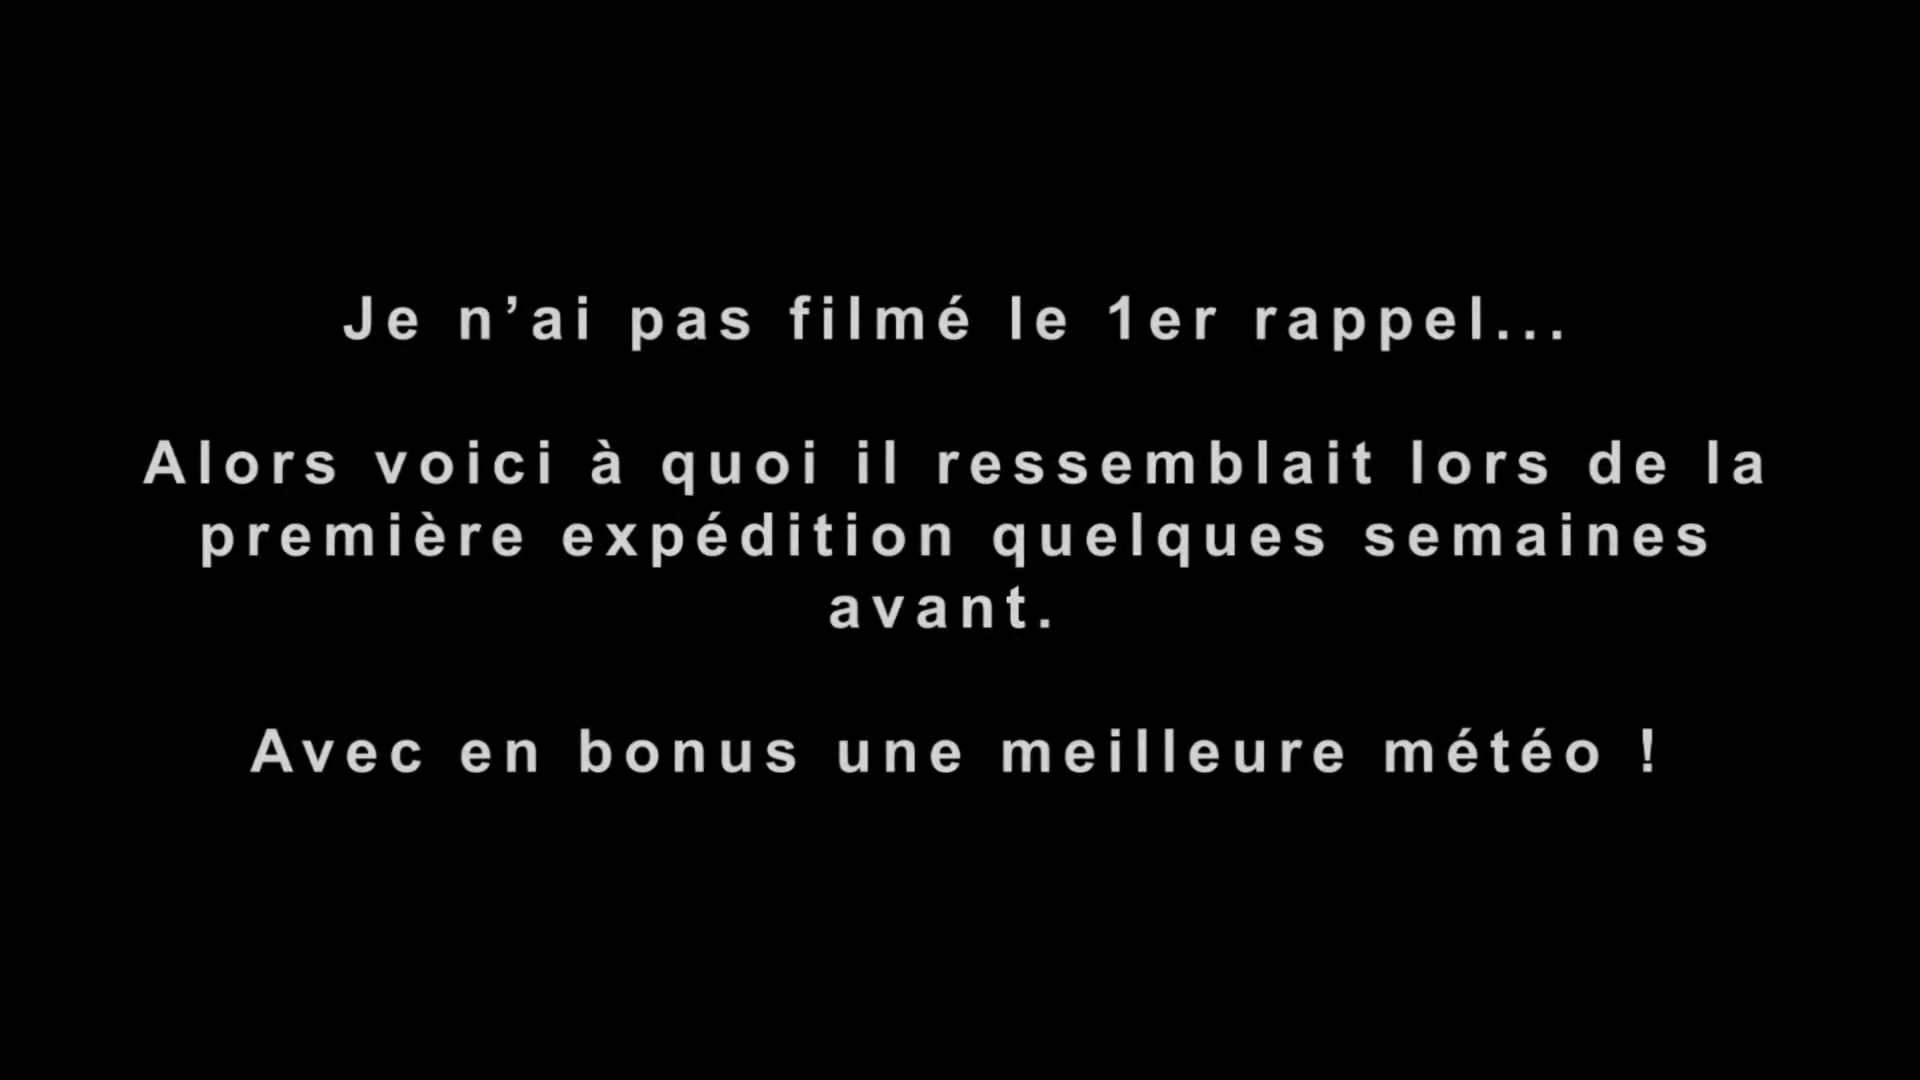 Je n’ai pas filmé le 1er rappel...
Alors voici à quoi il ressemblait lors de la
première expédition quelques semaines
avant.
Avec en bonus une meilleure météo !